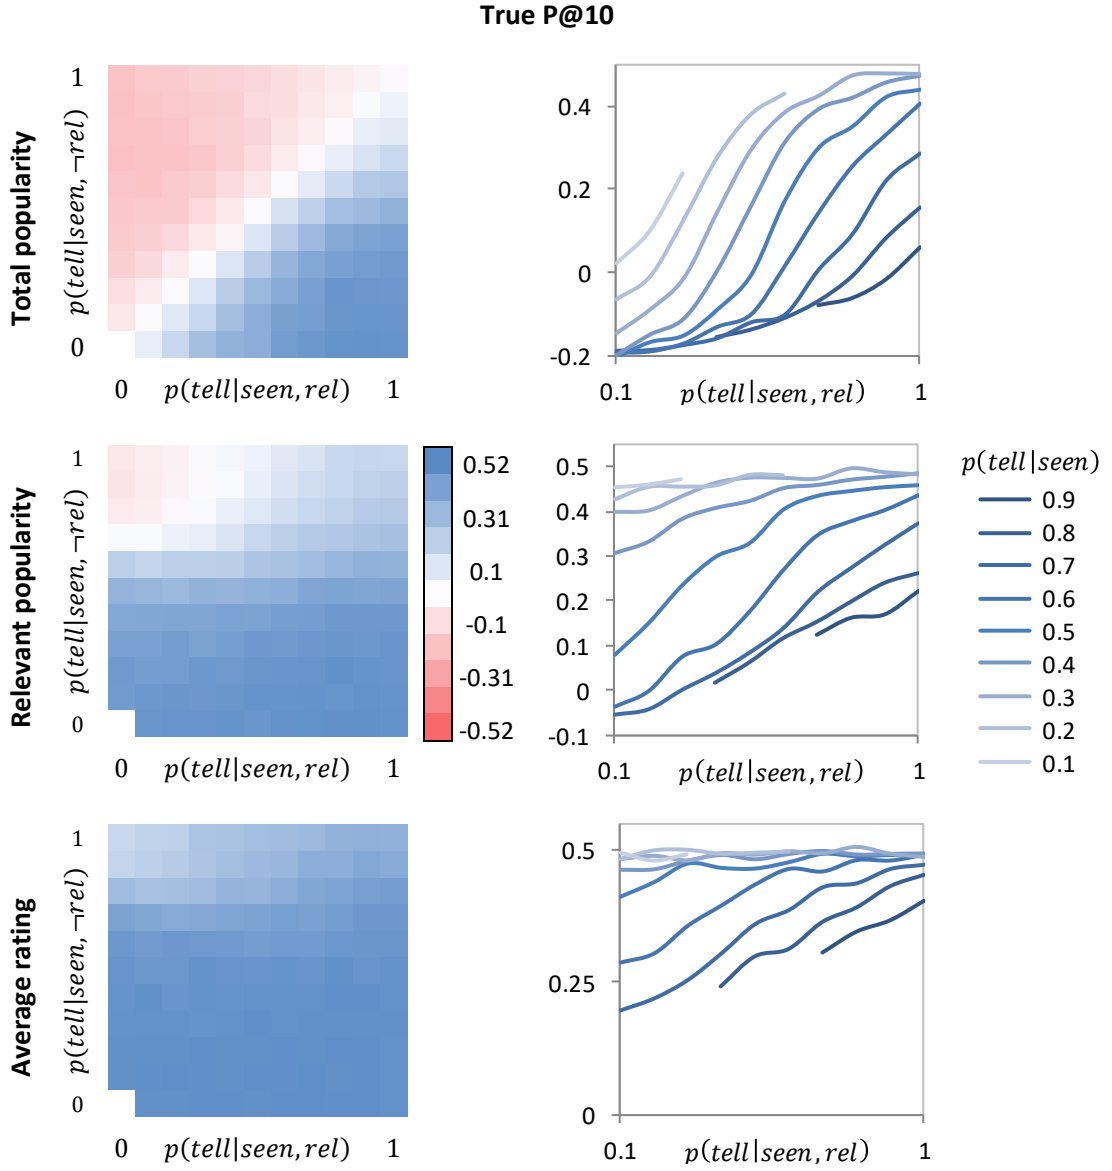 True P@10
Total popularity
p(tell|seen, ¬rel)
1
0
0 p(tell|seen, rel) 1
0.4
0.2
0
-0.2
0.1 p(tell|seen, rel) 1
Relevant popularity
p(tell|seen, ¬rel)
1
0
0 p(tell|seen, rel) 1
0.52
0.31
0.1
-0.1
-0.31
-0.52
0.5
0.4
0.3
0.2
0.1
0
-0.1
0.1 p(tell|seen, rel) 1
p(tell|seen)
0.9
0.8
0.7
0.6
0.5
0.4
0.3
0.2
0.1
Average rating
p(tell|seen, ¬rel)
1
0
0 p(tell|seen, rel) 1
0.5
0.25
0
0.1 p(tell|seen, rel) 1